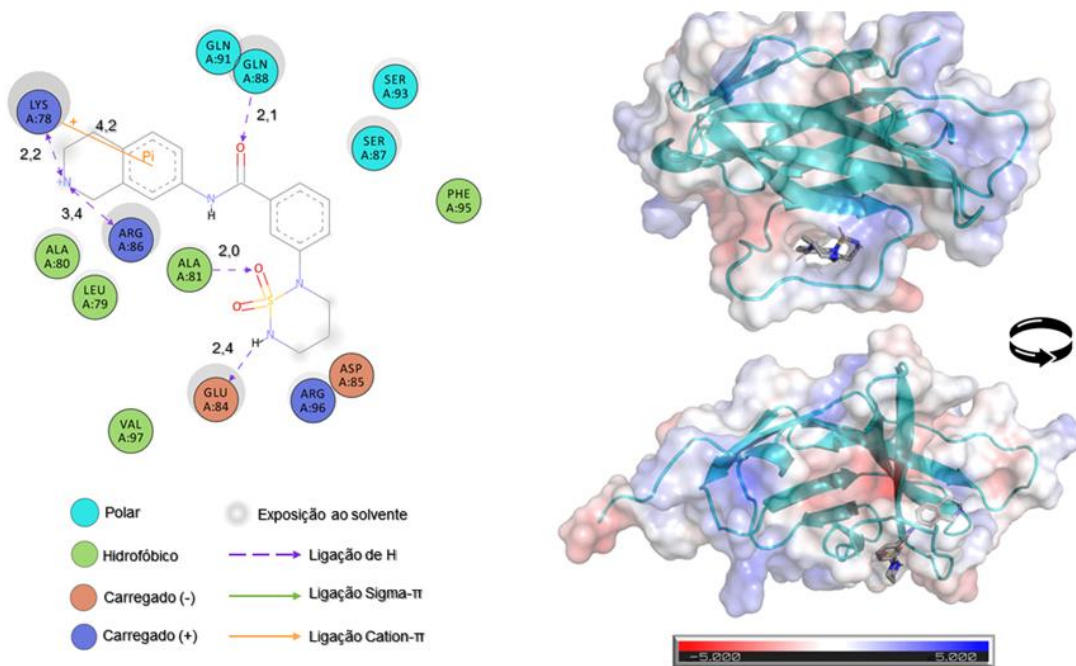 GLN
A:91
GLN
A:88
SER
A:93
LYS
A:78
+
4,2
2,1
SER
A:87
2,2
Pi
O
+N
N
H
3,4
PHE
A:95
ARG
A:86
ALA
A:80
ALA
A:81
2,0
O
LEU
A:79
S
N
O
N
H
2,4
ASP
A:85
GLU
A:84
ARG
A:96
VAL
A:97
Polar
Exposição ao solvente
Hidrofóbico
Ligação de H
Carregado (-)
Ligação Sigma-π
Carregado (+)
Ligação Cation-π
-5.000
5.000